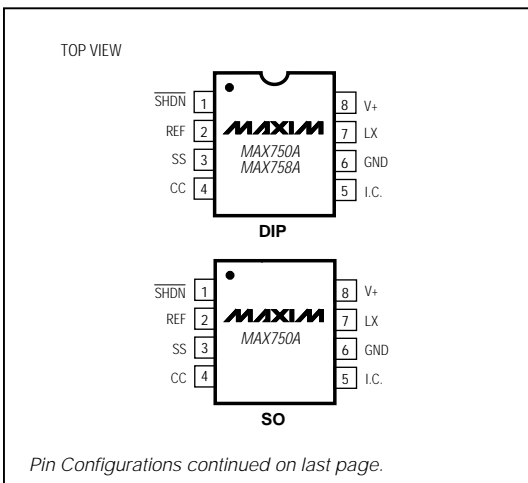 TOP VIEW
SHDN 1
REF 2
SS 3
CC 4
MAXIM
MAX750A
MAX758A
8 V+
7 LX
6 GND
5 I.C.
DIP
SHDN 1
REF 2
SS 3
CC 4
MAXIM
MAX750A
8 V+
7 LX
6 GND
5 I.C.
SO
Pin Configurations continued on last page.